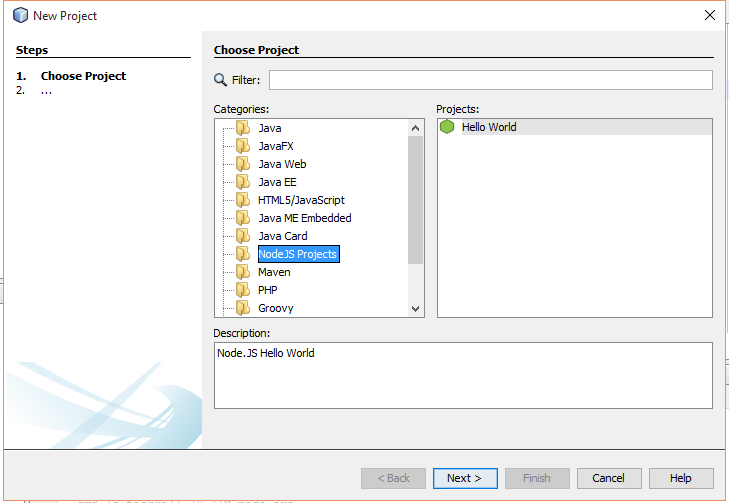 New Project
Steps
1. Choose Project
2. ...
Choose Project
Filter:
Categories:
Java
JavaFX
Java Web
Java EE
HTML5/JavaScript
Java ME Embedded
Java Card
NodeJS Projects
Maven
PHP
Groovy
Projects:
Hello World
Description:
Node.JS Hello World
< Back
Next >
Finish
Cancel
Help